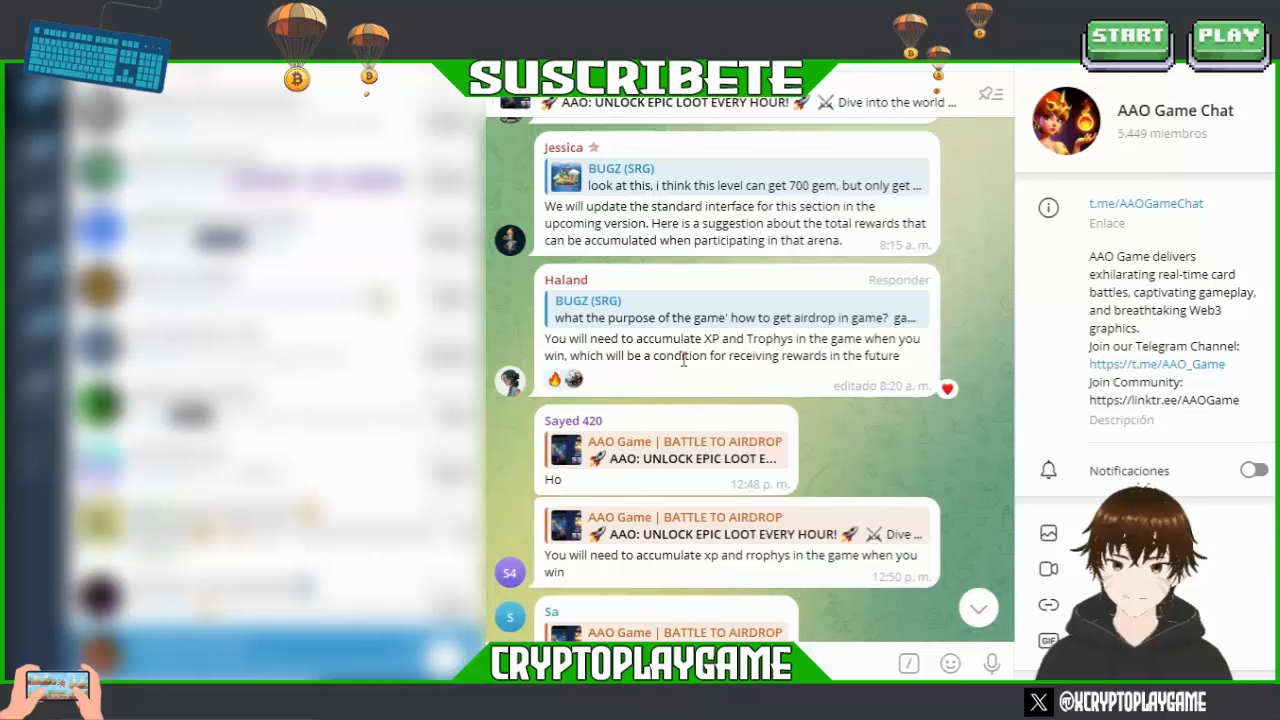 START
PLAY
SUSCRIBETE
🚀 AAO: UNLOCK EPIC LOOT EVERY HOUR! 🚀 ⚔ Dive into the world ...
Jessica
BUGZ (SRG)
look at this, i think this level can get 700 gem, but only get ...
We will update the standard interface for this section in the
upcoming version. Here is a suggestion about the total rewards that
can be accumulated when participating in that arena.
8:15 a. m.
Haland
Responder
BUGZ (SRG)
what the purpose of the game' how to get airdrop in game? ga...
You will need to accumulate XP and Trophys in the game when you
win, which will be a condition for receiving rewards in the future
editado 8:20 a. m.
Sayed 420
AAO Game | BATTLE TO AIRDROP
🚀 AAO: UNLOCK EPIC LOOT E...
Ho
12:48 p. m.
AAO Game | BATTLE TO AIRDROP
🚀 AAO: UNLOCK EPIC LOOT EVERY HOUR! 🚀 ⚔ Dive ...
You will need to accumulate xp and rrophys in the game when you
win
12:50 p. m.
S4
S
Sa
AAO Game | BATTLE TO AIRDROP
AAO Game Chat
5.449 miembros
t.me/AAOGameChat
Enlace
AAO Game delivers
exhilarating real-time card
battles, captivating gameplay,
and breathtaking Web3
graphics.
Join our Telegram Channel:
https://t.me/AAO_Game
Join Community:
https://linktr.ee/AAOGame
Descripción
Notificaciones
GIF
CRYPTOPLAYGAME
@XCRYPTOPLAYGAME